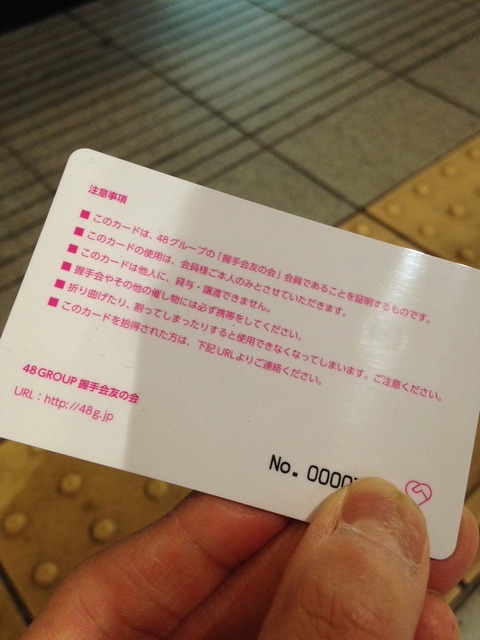 注意事項
■このカードは、48グループの「握手会友の会」会員であることを証明するものです。
■このカードの使用は、会員様ご本人のみとさせていただきます。
■このカードは他人に、貸与・譲渡できません。
■握手会やその他の催し物には必ず携帯をしてください。
■折り曲げたり、割ってしまったりすると使用できなくなってしまいます。ご注意ください。
■このカードを拾得された方は、下記URLよりご連絡ください。
48 GROUP 握手会友の会
URL:http://48g.jp
No. 0000